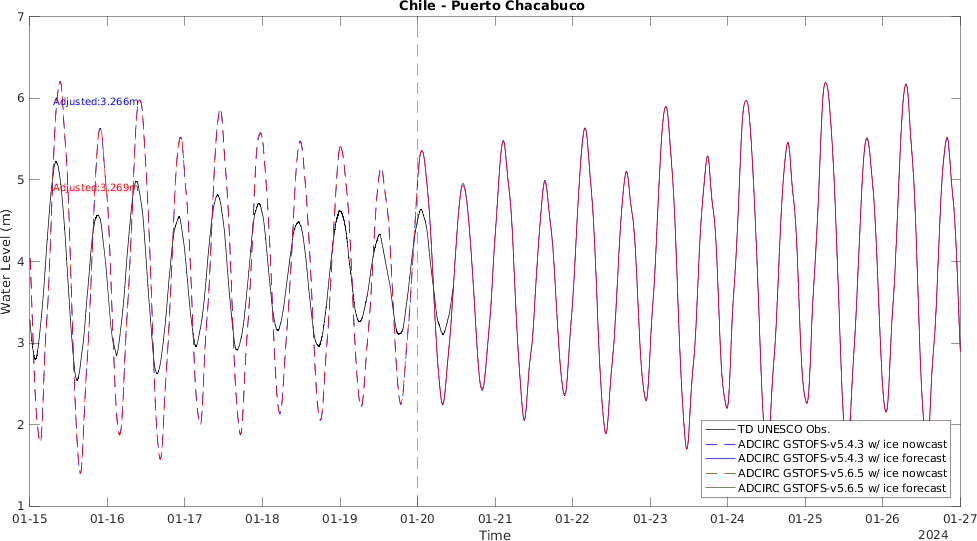 Chile - Puerto Chacabuco
7
6
5
4
3
2
1
Water Level (m)
Adjusted:3.266m
Adjusted:3.269m
TD UNESCO Obs.
ADCIRC GSTOFS-v5.4.3 w/ ice nowcast
ADCIRC GSTOFS-v5.4.3 w/ ice forecast
ADCIRC GSTOFS-v5.6.5 w/ ice nowcast
ADCIRC GSTOFS-v5.6.5 w/ ice forecast
01-15 01-16 01-17 01-18 01-19 01-20 01-21 01-22 01-23 01-24 01-25 01-26 01-27
Time
2024